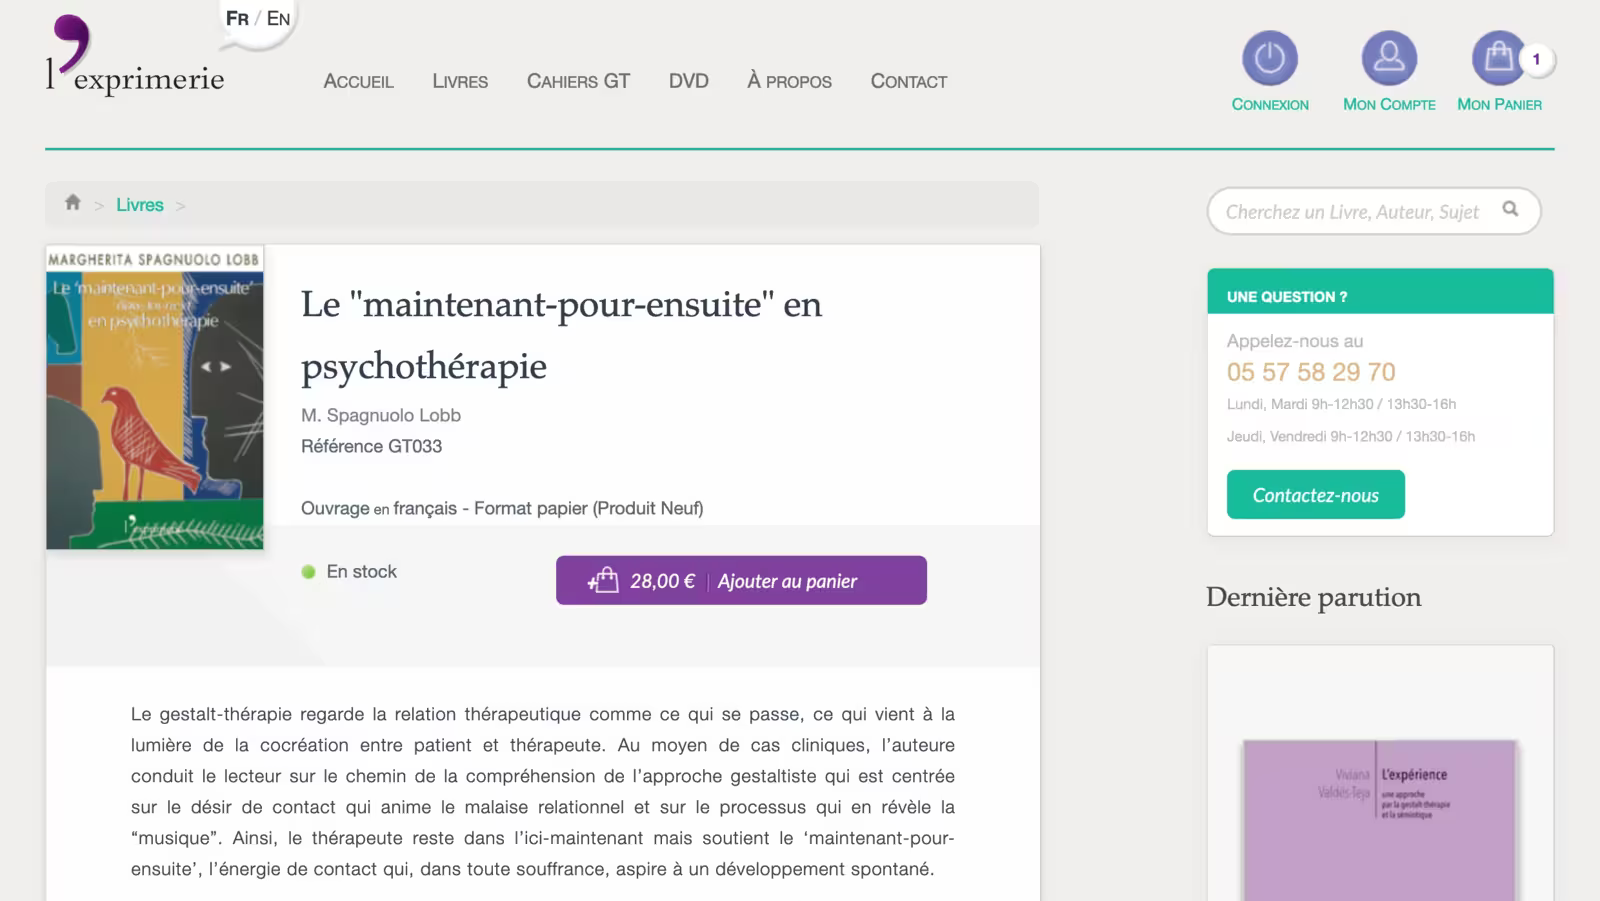 Fr / En
l'exprimerie
Accueil
Livres
Cahiers GT
DVD
À propos
Contact
Connexion
Mon Compte
Mon Panier
1
> Livres >
Cherchez un Livre, Auteur, Sujet
MARGHERITA SPAGNUOLO LOBB
Le 'maintenant-pour-ensuite'
en psychothérapie
l'exprimerie
Le "maintenant-pour-ensuite" en
psychothérapie
M. Spagnuolo Lobb
Référence GT033
Ouvrage en français - Format papier (Produit Neuf)
En stock
28,00 € | Ajouter au panier
Le gestalt-thérapie regarde la relation thérapeutique comme ce qui se passe, ce qui vient à la
lumière de la cocréation entre patient et thérapeute. Au moyen de cas cliniques, l’auteure
conduit le lecteur sur le chemin de la compréhension de l’approche gestaltiste qui est centrée
sur le désir de contact qui anime le malaise relationnel et sur le processus qui en révèle la
“musique”. Ainsi, le thérapeute reste dans l’ici-maintenant mais soutient le ‘maintenant-pour-
ensuite’, l’énergie de contact qui, dans toute souffrance, aspire à un développement spontané.
UNE QUESTION ?
Appelez-nous au
05 57 58 29 70
Lundi, Mardi 9h-12h30 / 13h30-16h
Jeudi, Vendredi 9h-12h30 / 13h30-16h
Contactez-nous
Dernière parution
Viviana
Valdés-Teja
L'expérience
une approche
par la gestalt-thérapie
et la sémiotique